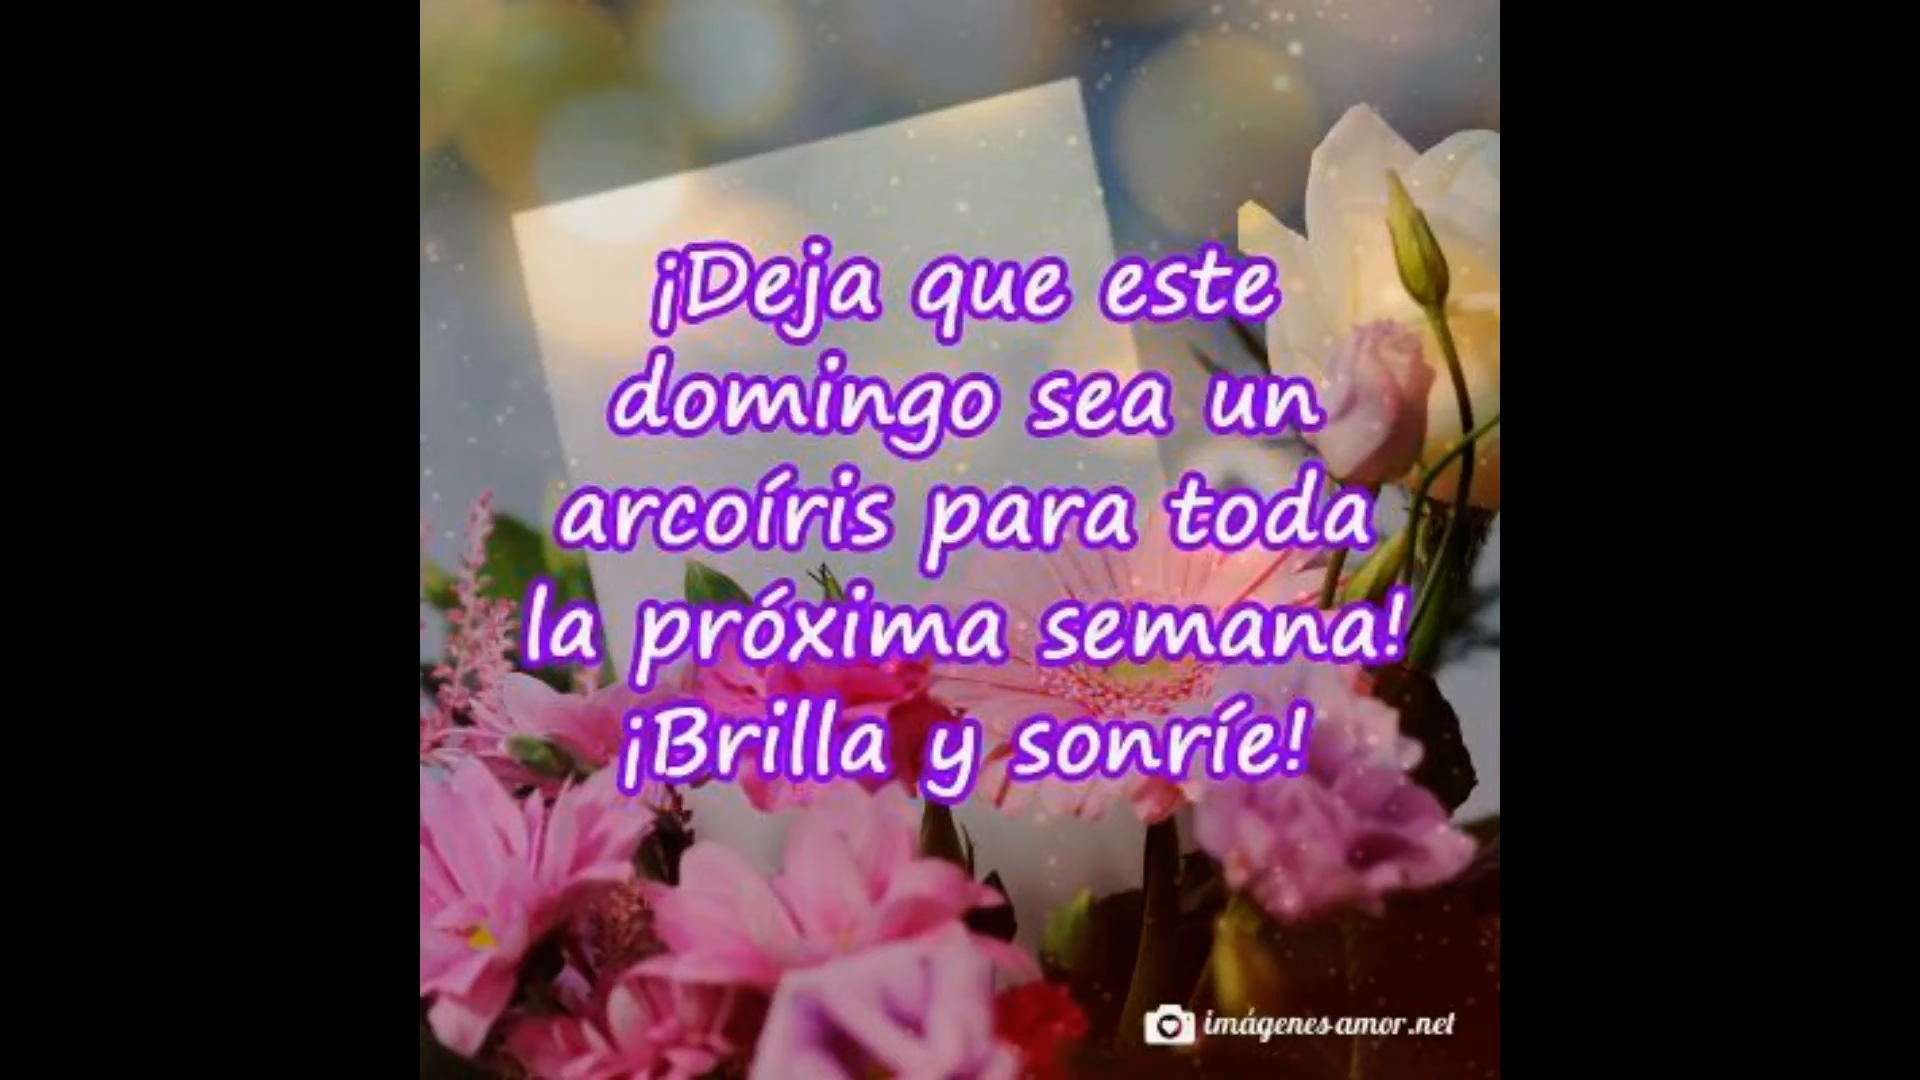 ¡Deja que este
domingo sea un
arcoíris para toda
la próxima semana!
¡Brilla y sonríe!
imágenes-amor.net